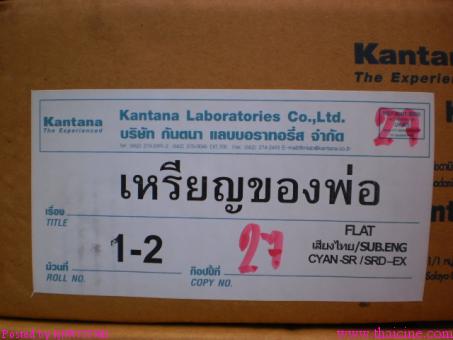 Kantana
The Experienced
Kantana
The Experienced
Kantana Laboratories Co.,Ltd.
บริษัท กันตนา แลบบอราทอรีส จำกัด
27
เรื่อง
TITLE
เหรียญของพ่อ
ม้วนที่
ROLL NO.
1-2
ก๊อปปี้ที่
COPY NO.
27
FLAT
เสียงไทย/SUB.ENG
CYAN-SR / SRD-EX
www.thaicine.com